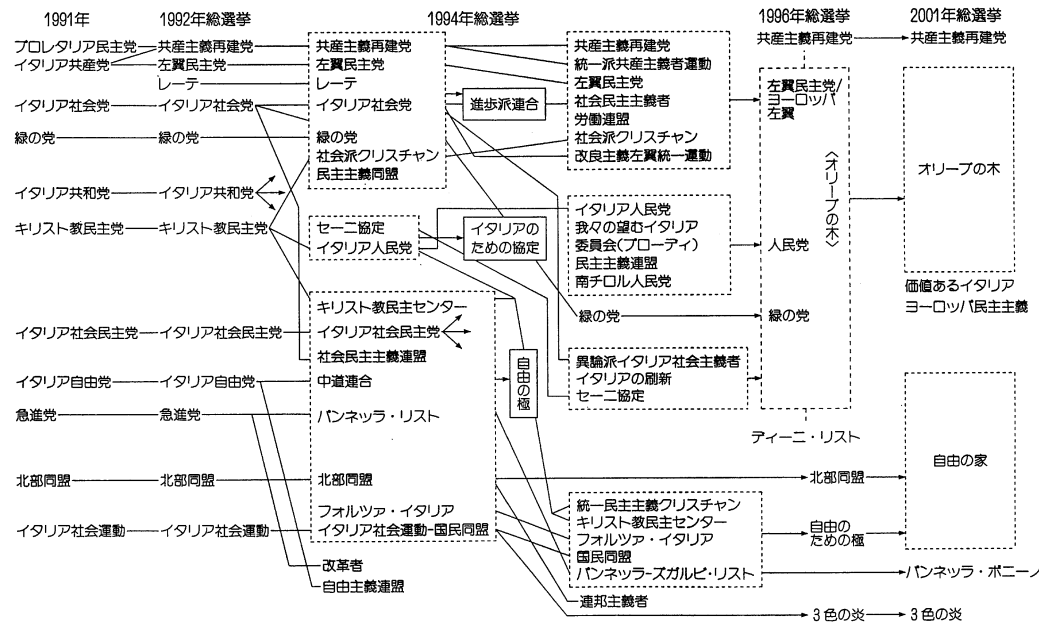 1991年
プロレタリア民主党
イタリア共産党
イタリア社会党
緑の党
イタリア共和党
キリスト教民主党
イタリア社会民主党
イタリア自由党
急進党
北部同盟
イタリア社会運動
1992年総選挙
共産主義再建党
左翼民主党
レーテ
イタリア社会党
緑の党
イタリア共和党
キリスト教民主党
イタリア社会民主党
イタリア自由党
急進党
北部同盟
イタリア社会運動
1994年総選挙
共産主義再建党
左翼民主党
レーテ
イタリア社会党
緑の党
社会派クリスチャン
民主主義同盟
セーニ協定
イタリア人民党
キリスト教民主センター
イタリア社会民主党
社会民主主義連盟
中道連合
パンネッラ・リスト
北部同盟
フォルツァ・イタリア
イタリア社会運動-国民同盟
改革者
自由主義連盟
進歩派連合
イタリアの
ための協定
自由の極
共産主義再建党
統一派共産主義者運動
左翼民主党
社会民主主義者
労働連盟
社会派クリスチャン
改良主義左翼統一運動
イタリア人民党
我々の望むイタリア
委員会(プローディ)
民主主義連盟
南チロル人民党
緑の党
異論派イタリア社会主義者
イタリアの刷新
セーニ協定
統一民主主義クリスチャン
キリスト教民主センター
フォルツァ・イタリア
国民同盟
パンネッラ-ズガルビ・リスト
連邦主義者
1996年総選挙
共産主義再建党
左翼民主党/
ヨーロッパ
左翼
〈オリーブの木〉
人民党
緑の党
ディーニ・リスト
北部同盟
自由の
ための極
3色の炎
2001年総選挙
共産主義再建党
オリーブの木
価値あるイタリア
ヨーロッパ民主主義
自由の家
パンネッラ・ボニーノ
3色の炎